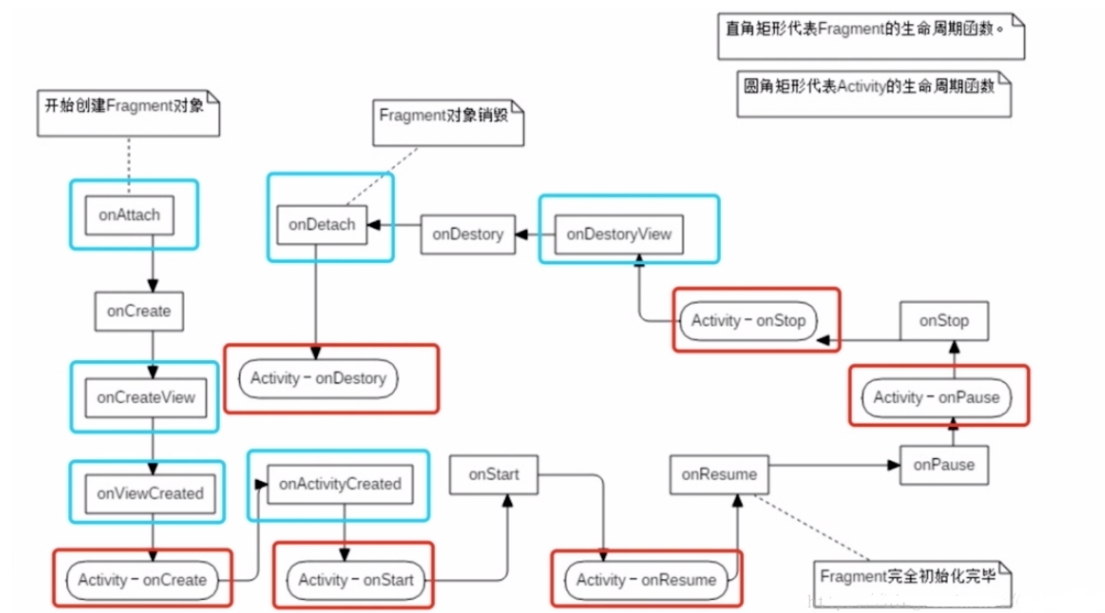 直角矩形代表Fragment的生命周期函数。
圆角矩形代表Activity的生命周期函数
开始创建Fragment对象
Fragment对象销毁
onAttach
onDetach
onDestory
onDestoryView
onCreate
Activity-onStop
onStop
Activity-onDestory
onCreateView
Activity-onPause
onViewCreated
onActivityCreated
onStart
onResume
onPause
Activity-onCreate
Activity-onStart
Activity-onResume
Fragment完全初始化完毕